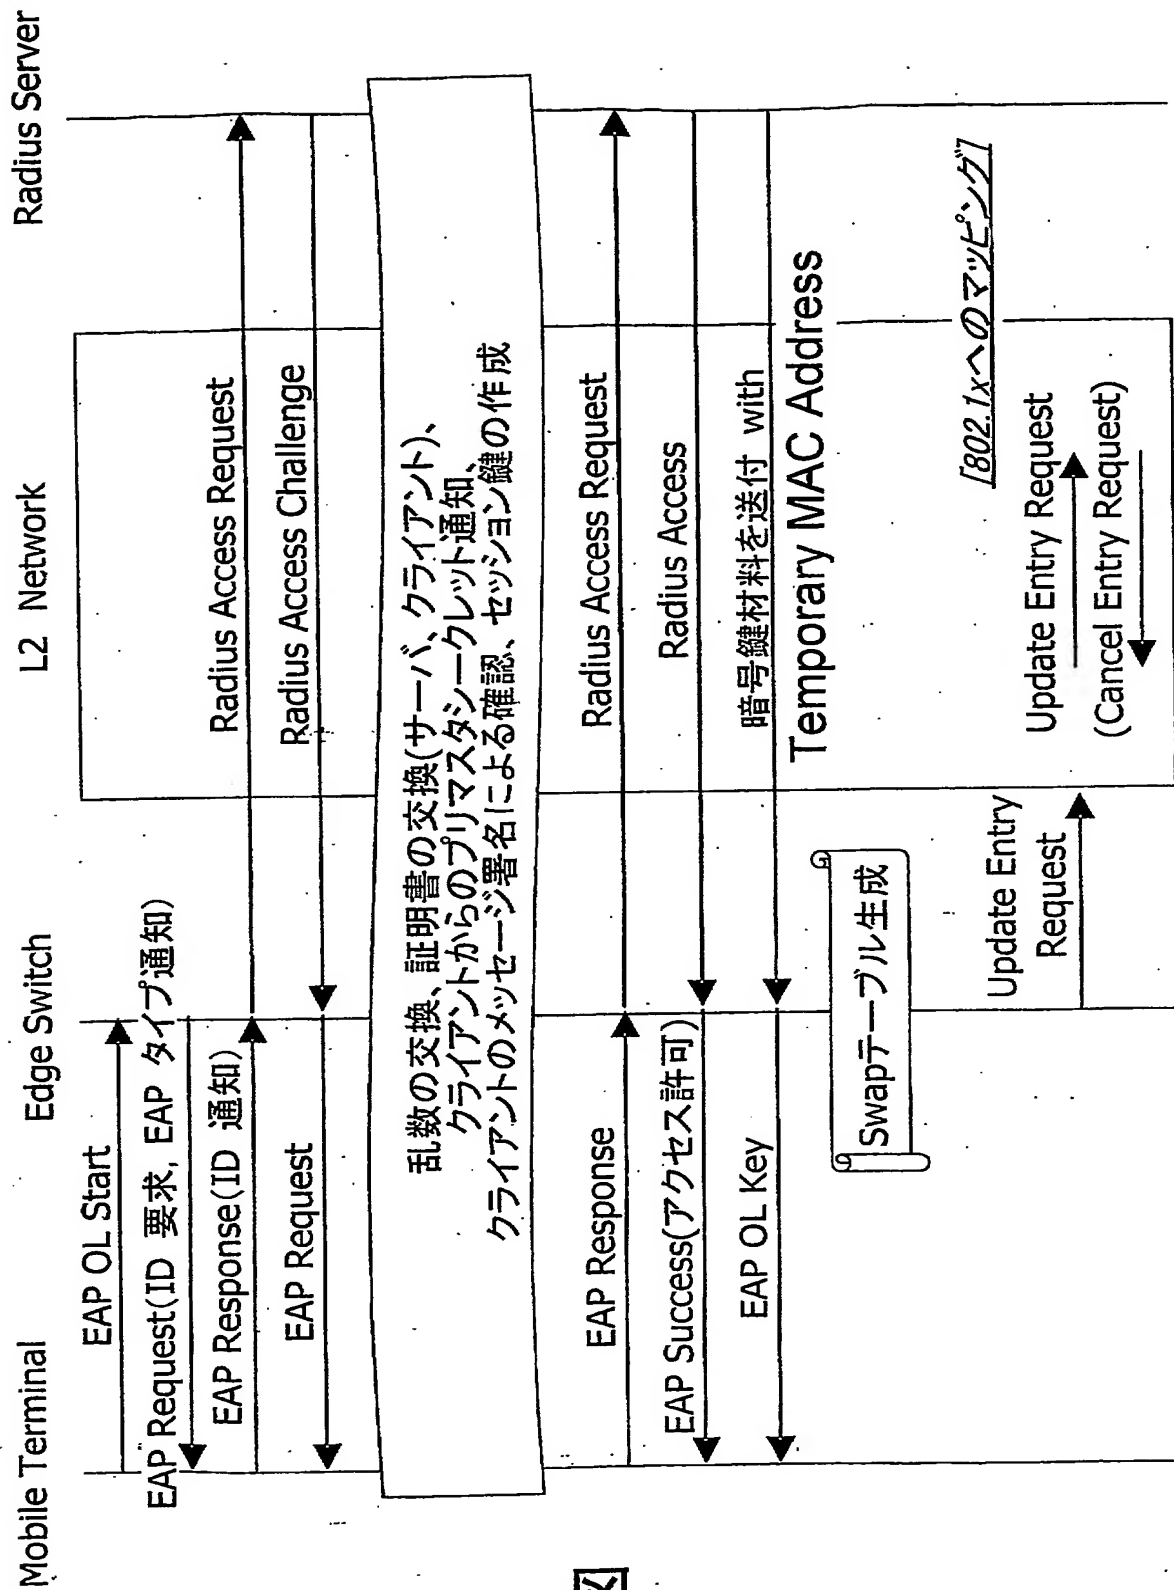 Mobile Terminal
Edge Switch
L2 Network
Radius Server
EAP OL Start
EAP Request(ID 要求, EAP タイプ通知)
EAP Response(ID 通知)
Radius Access Request
EAP Request
Radius Access Challenge
乱数の交換、証明書の交換(サーバ、クライアント)、
クライアントからのプリマスタシークレット通知、
クライアントのメッセージ署名による確認、セッション鍵の作成
EAP Response
Radius Access Request
EAP Success(アクセス許可)
Radius Access
EAP OL Key
暗号鍵材料を送付 with
Temporary MAC Address
Swapテーブル生成
[802.1xへのマッピング]
Update Entry
Request
Update Entry Request
(Cancel Entry Request)